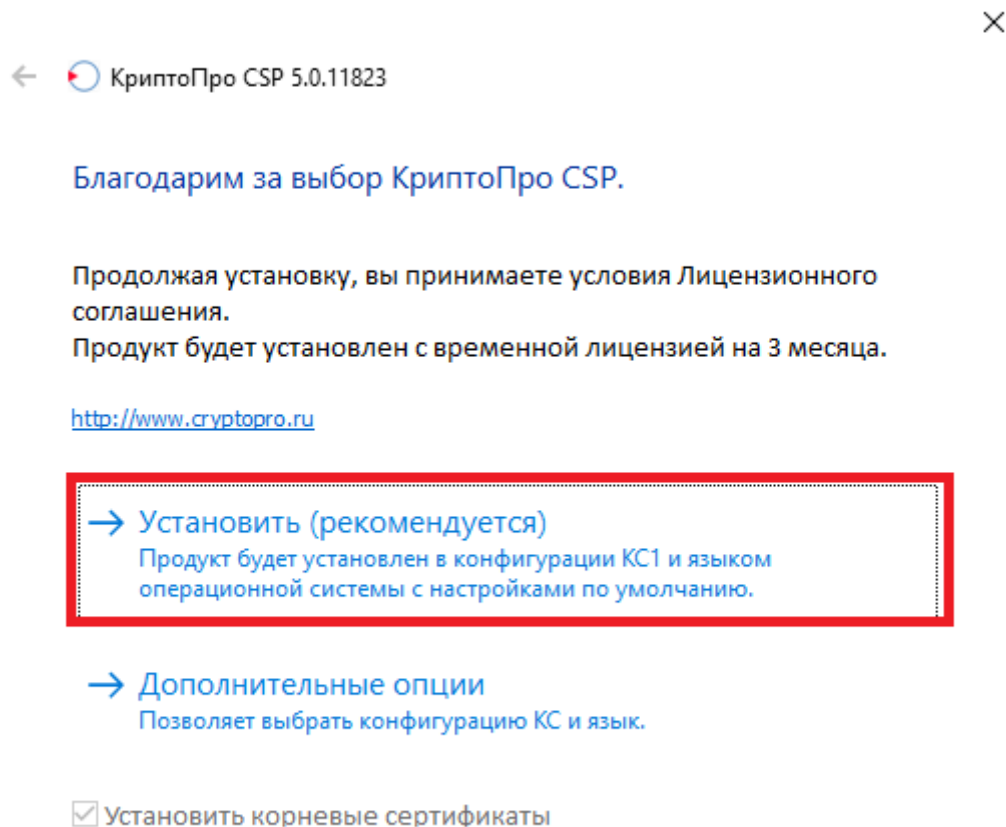 КриптоПро CSP 5.0.11823
Благодарим за выбор КриптоПро CSP.
Продолжая установку, вы принимаете условия Лицензионного
соглашения.
Продукт будет установлен с временной лицензией на 3 месяца.
http://www.cryptopro.ru
Установить (рекомендуется)
Продукт будет установлен в конфигурации КС1 и языком
операционной системы с настройками по умолчанию.
Дополнительные опции
Позволяет выбрать конфигурацию КС и язык.
Установить корневые сертификаты